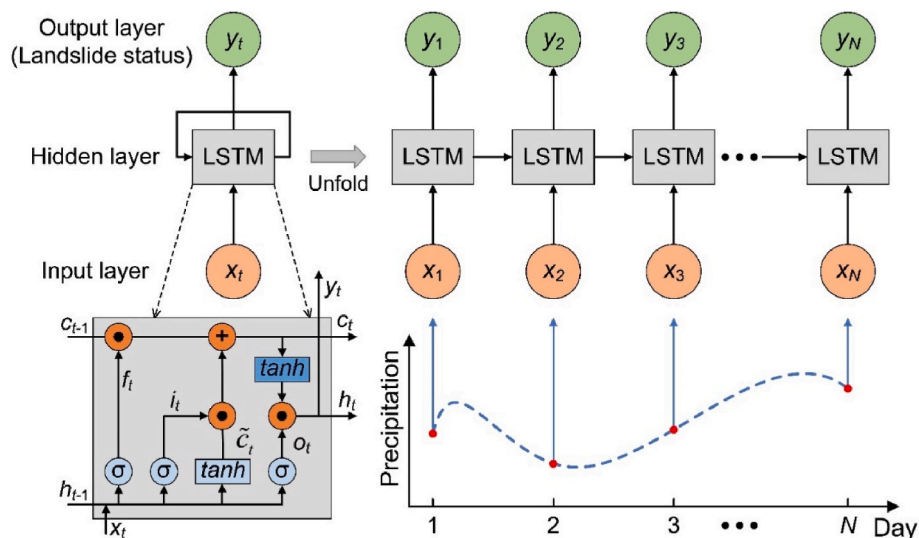 Output layer
(Landslide status)
y_t
y_1
y_2
y_3
y_N
Hidden layer
LSTM
Unfold
LSTM
LSTM
LSTM
•••
LSTM
Input layer
x_t
x_1
x_2
x_3
x_N
y_t
c_{t-1}
+
c_t
tanh
f_t
i_t
h_t
c̃_t
o_t
σ
σ
tanh
σ
h_{t-1}
x_t
Precipitation
1
2
3
•••
N
Day